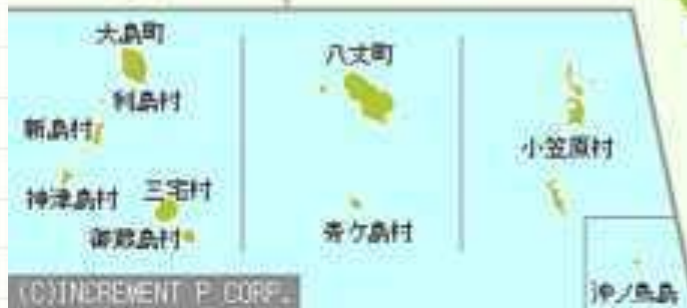 大島町
利島村
新島村
神津島村
三宅村
御蔵島村
八丈町
青ケ島村
小笠原村
沖ノ鳥島
(C)INCREMENT P CORP.